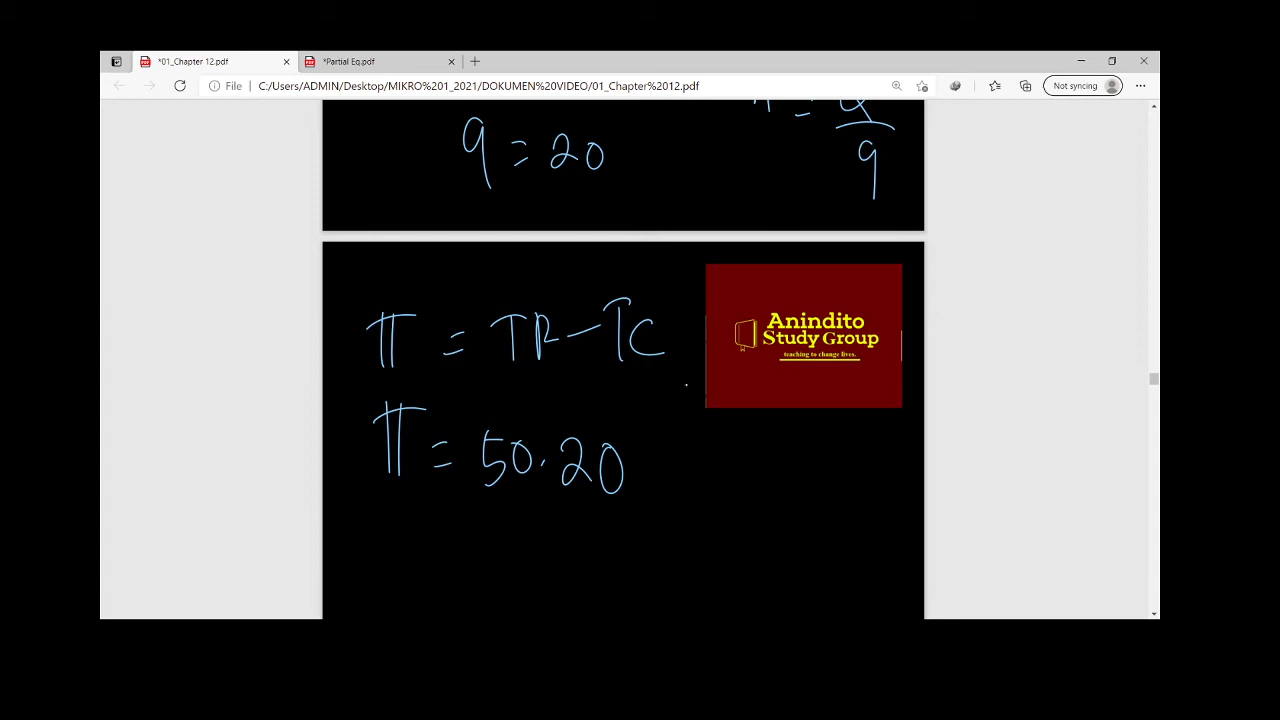 *01_Chapter 12.pdf
*Partial Eq.pdf
File
C:/Users/ADMIN/Desktop/MIKRO%201_2021/DOKUMEN%20VIDEO/01_Chapter%2012.pdf
Not syncing
q = 20
q
π = TR - TC
Anindito
Study Group
teaching to change lives.
π = 50.20